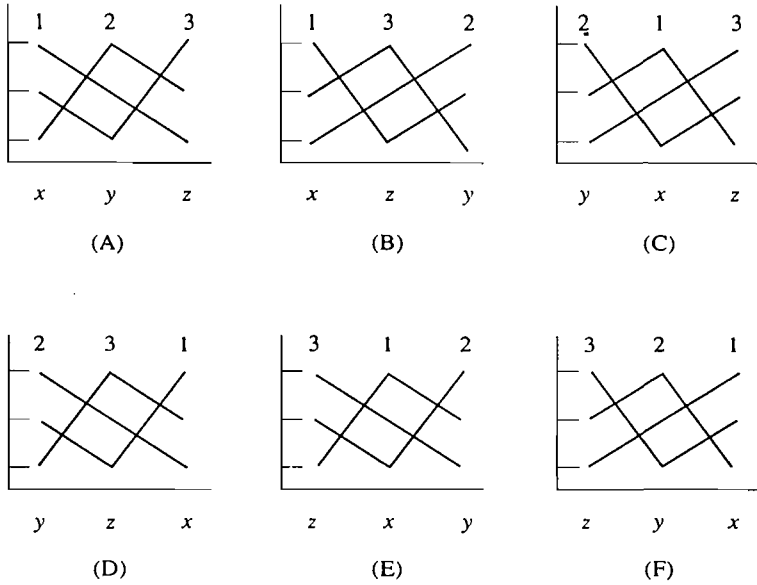 1 2 3 1 3 2 2 1 3
x y z x z y y x z
(A) (B) (C)
2 3 1 3 1 2 3 2 1
y z x z x y z y x
(D) (E) (F)